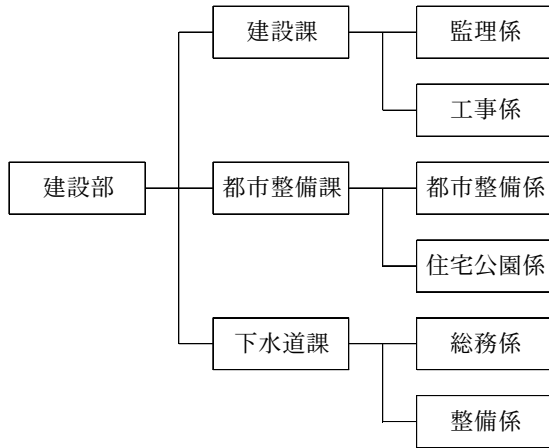 建設部
建設課
監理係
工事係
都市整備課
都市整備係
住宅公園係
下水道課
総務係
整備係